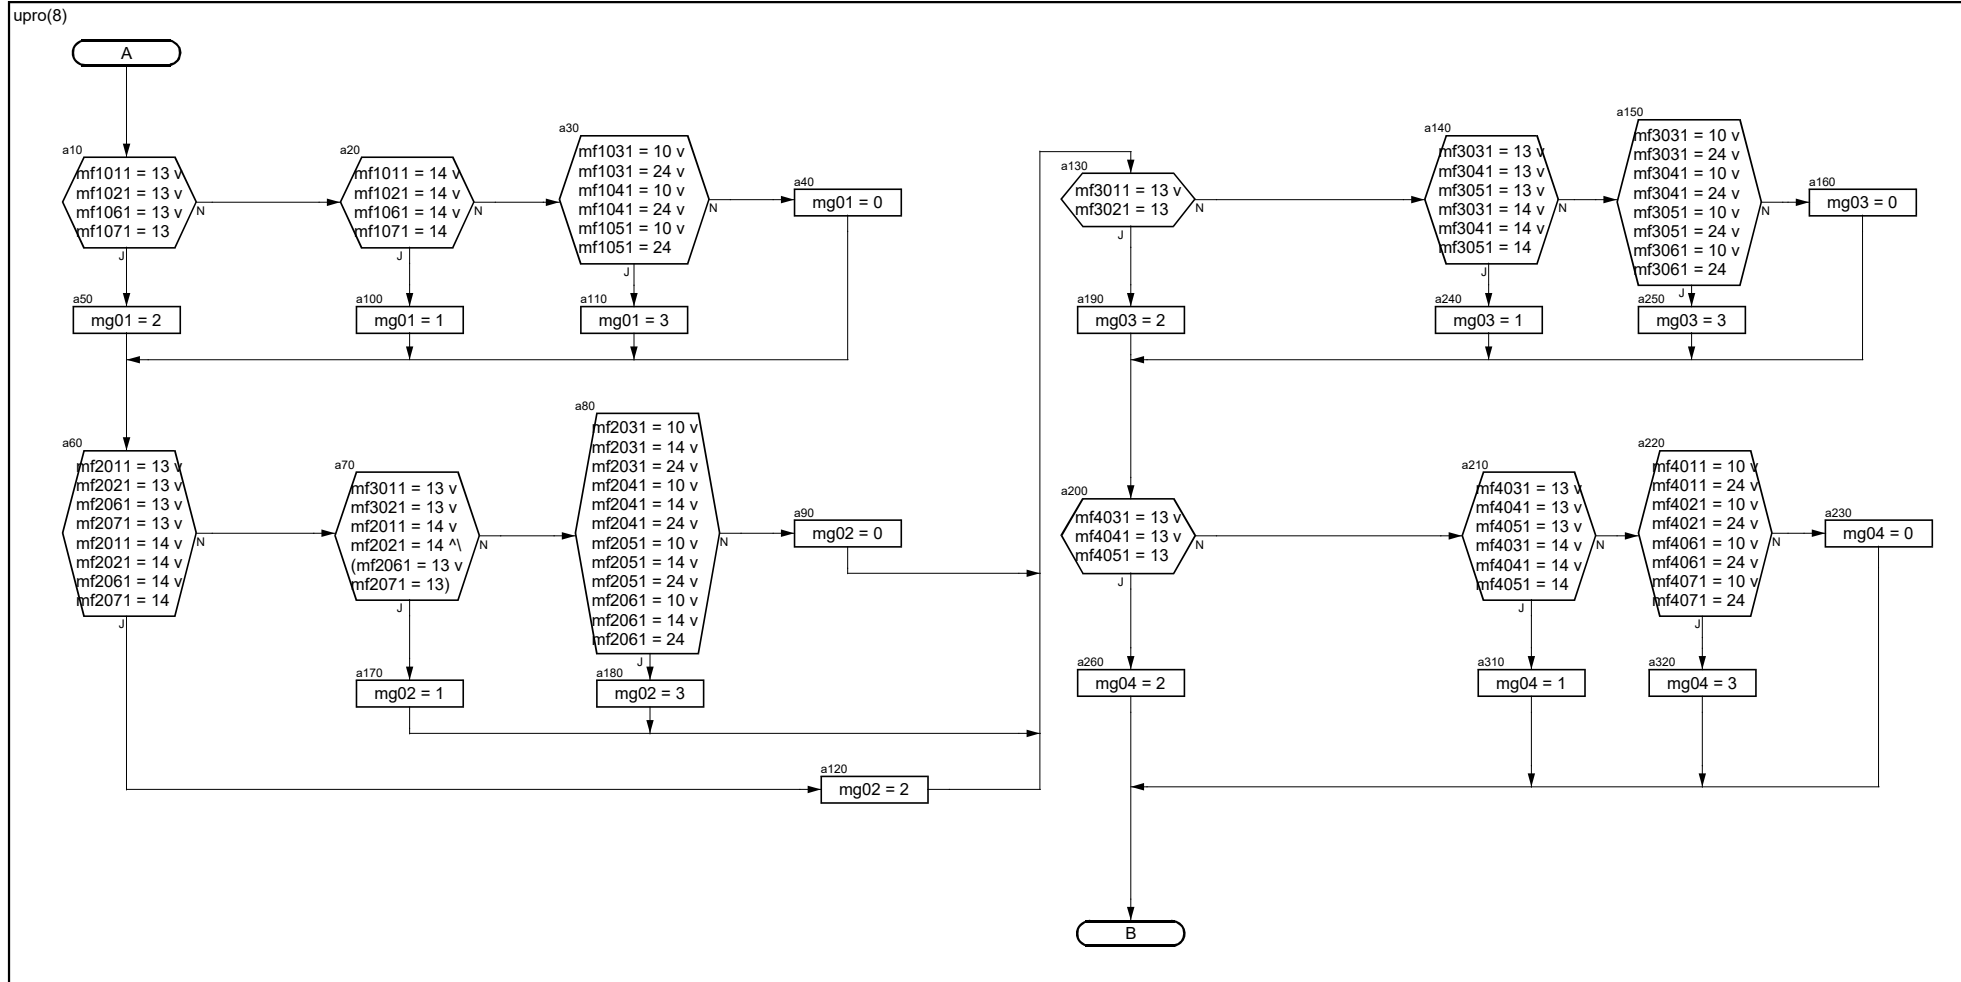 upro(8)
A
a10
mf1011 = 13 v
mf1021 = 13 v
mf1061 = 13 v
mf1071 = 13
N
J
a20
mf1011 = 14 v
mf1021 = 14 v
mf1061 = 14 v
mf1071 = 14
N
J
a30
mf1031 = 10 v
mf1031 = 24 v
mf1041 = 10 v
mf1041 = 24 v
mf1051 = 10 v
mf1051 = 24
N
J
a40
mg01 = 0
a50
mg01 = 2
a100
mg01 = 1
a110
mg01 = 3
a60
mf2011 = 13 v
mf2021 = 13 v
mf2061 = 13 v
mf2071 = 13 v
mf2011 = 14 v
mf2021 = 14 v
mf2061 = 14 v
mf2071 = 14
N
J
a70
mf3011 = 13 v
mf3021 = 13 v
mf2011 = 14 v
mf2021 = 14 ^\
(mf2061 = 13 v
mf2071 = 13)
N
J
a80
mf2031 = 10 v
mf2031 = 14 v
mf2031 = 24 v
mf2041 = 10 v
mf2041 = 14 v
mf2041 = 24 v
mf2051 = 10 v
mf2051 = 14 v
mf2051 = 24 v
mf2061 = 10 v
mf2061 = 14 v
mf2061 = 24
N
J
a90
mg02 = 0
a170
mg02 = 1
a180
mg02 = 3
a120
mg02 = 2
a130
mf3011 = 13 v
mf3021 = 13
N
J
a140
mf3031 = 13 v
mf3041 = 13 v
mf3051 = 13 v
mf3031 = 14 v
mf3041 = 14 v
mf3051 = 14
N
J
a150
mf3031 = 10 v
mf3031 = 24 v
mf3041 = 10 v
mf3041 = 24 v
mf3051 = 10 v
mf3051 = 24 v
mf3061 = 10 v
mf3061 = 24
N
J
a160
mg03 = 0
a190
mg03 = 2
a240
mg03 = 1
a250
mg03 = 3
a200
mf4031 = 13 v
mf4041 = 13 v
mf4051 = 13
N
J
a210
mf4031 = 13 v
mf4041 = 13 v
mf4051 = 13 v
mf4031 = 14 v
mf4041 = 14 v
mf4051 = 14
N
J
a220
mf4011 = 10 v
mf4011 = 24 v
mf4021 = 10 v
mf4021 = 24 v
mf4061 = 10 v
mf4061 = 24 v
mf4071 = 10 v
mf4071 = 24
N
J
a230
mg04 = 0
a260
mg04 = 2
a310
mg04 = 1
a320
mg04 = 3
B